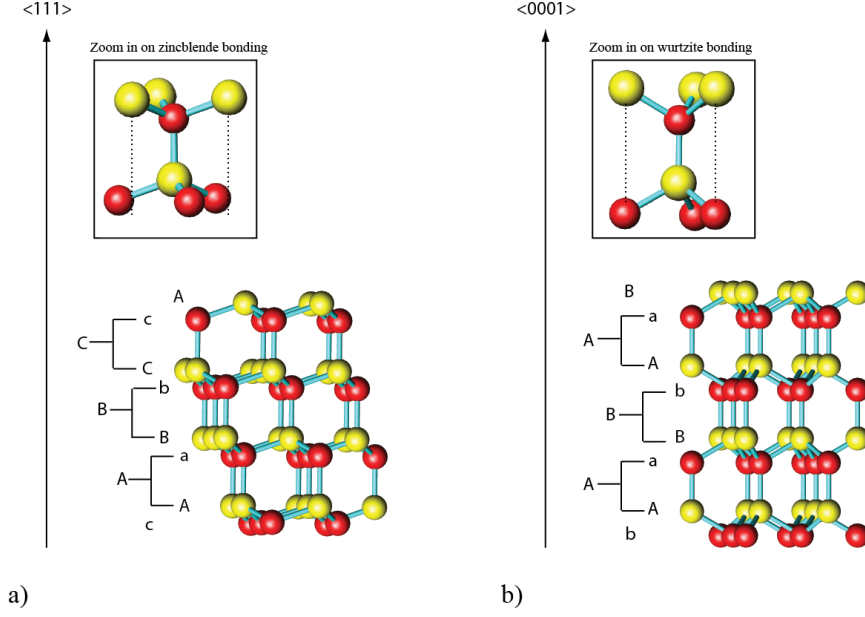 <111>
Zoom in on zincblende bonding
A
c
C
C
b
B
B
a
A
A
c
a)
<0001>
Zoom in on wurtzite bonding
B
a
A
A
b
B
B
a
A
A
b
b)